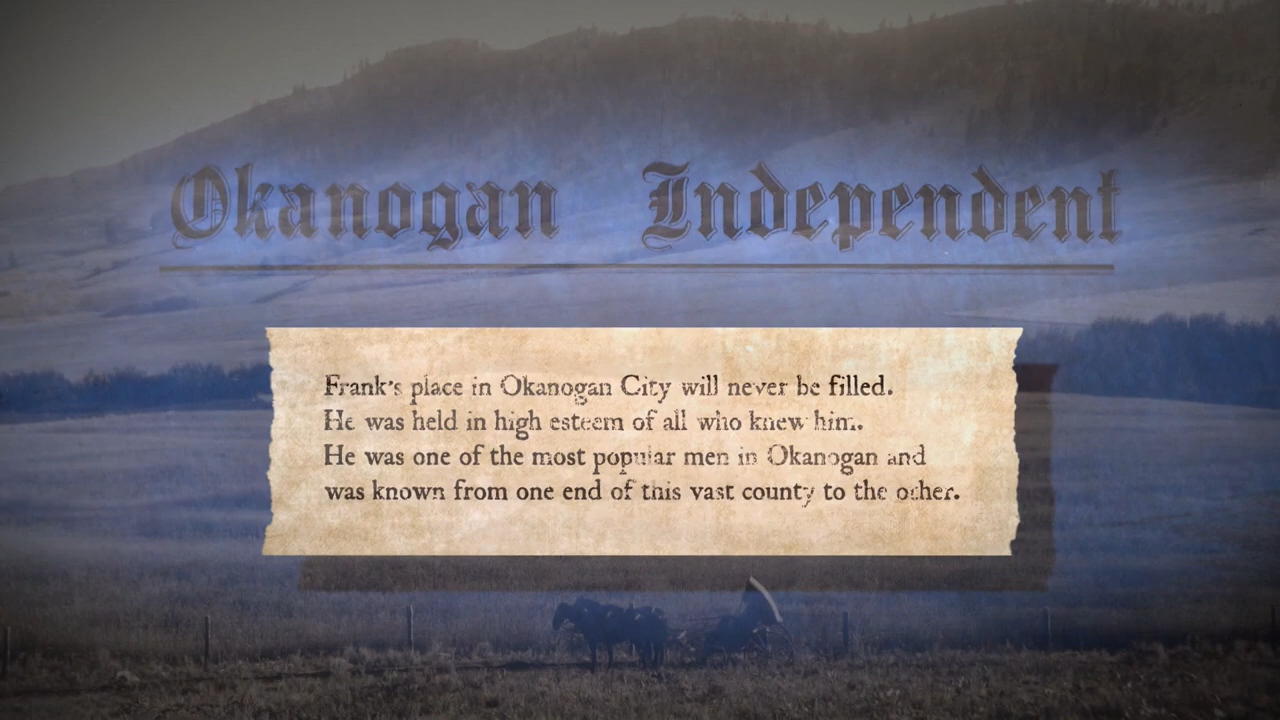 Okanogan Independent
Frank's place in Okanogan City will never be filled.
He was held in high esteem of all who knew him.
He was one of the most popular men in Okanogan and
was known from one end of this vast county to the other.